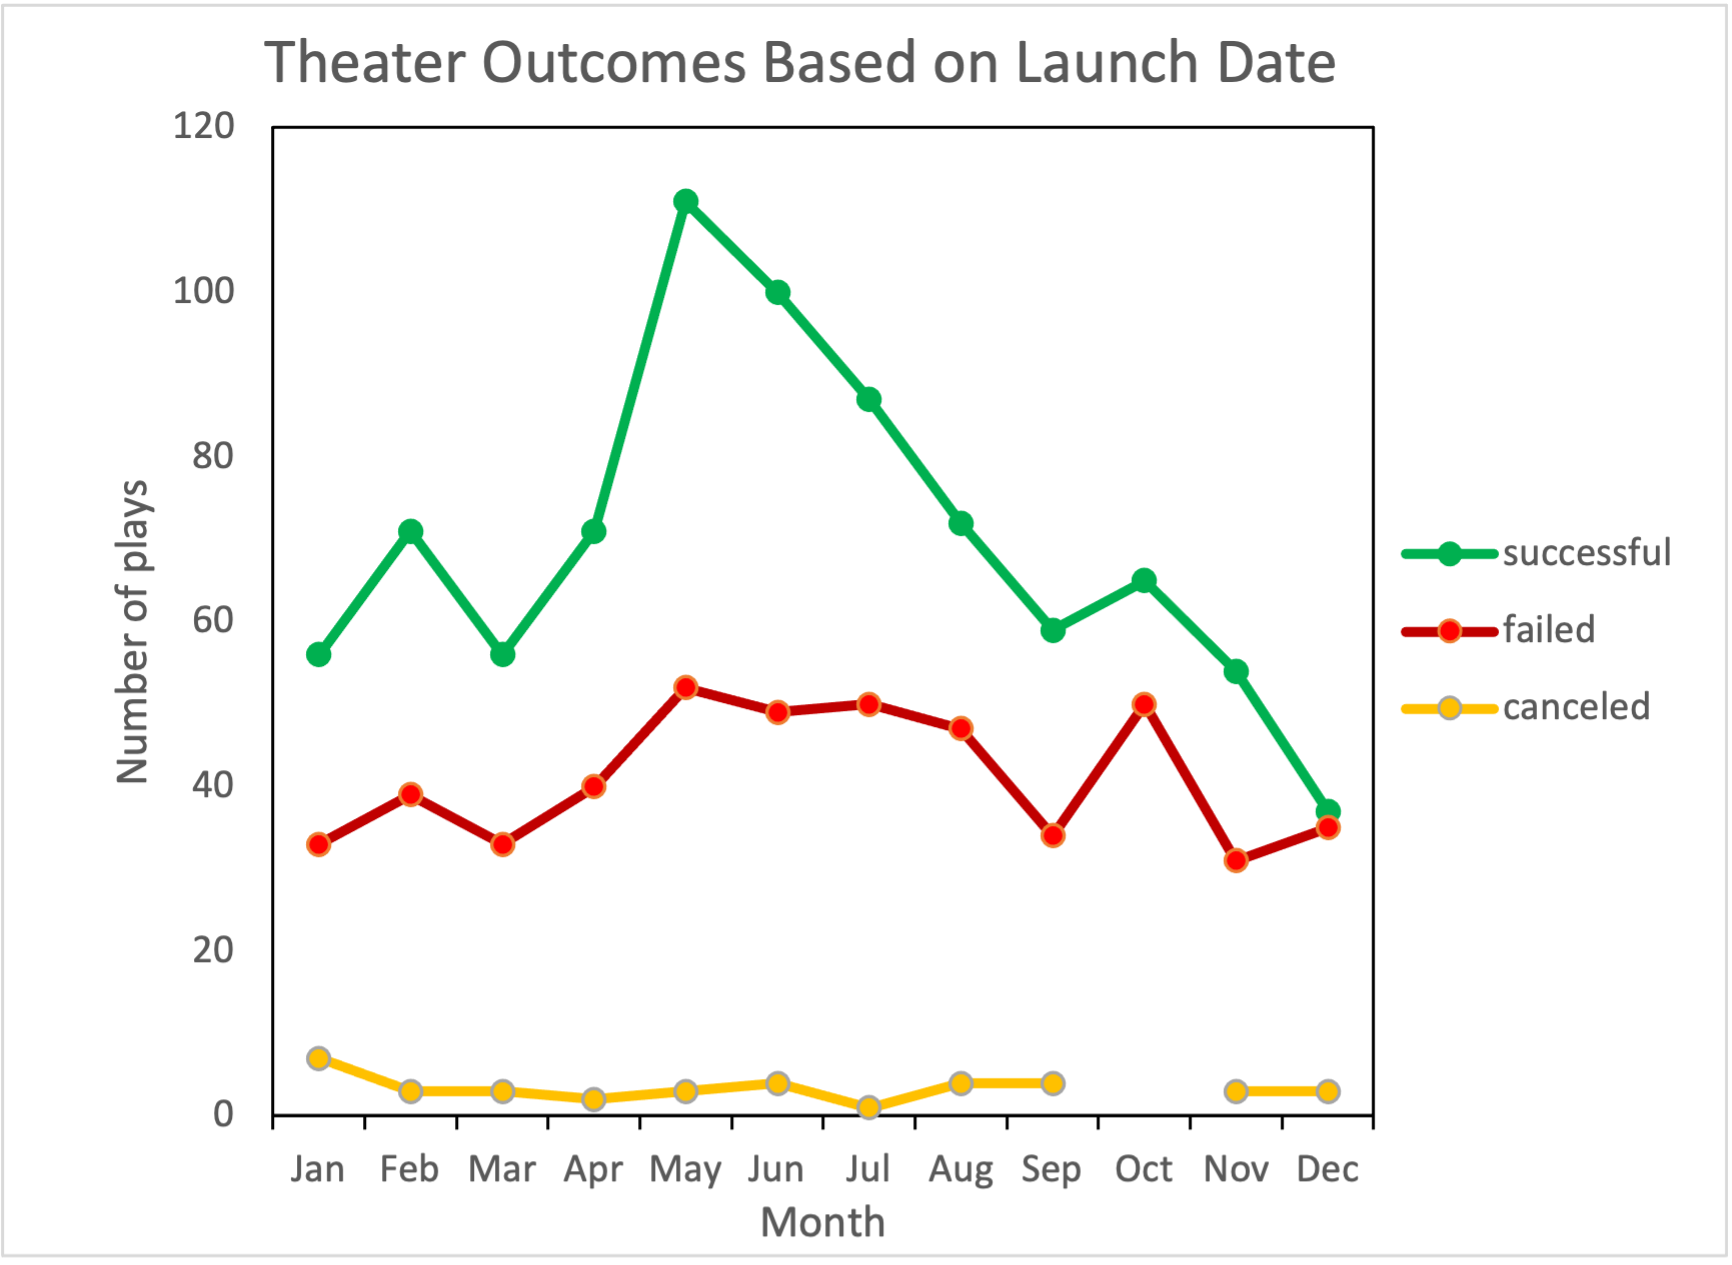 Theater Outcomes Based on Launch Date
120
100
80
60
40
20
0
Number of plays
Jan Feb Mar Apr May Jun Jul Aug Sep Oct Nov Dec
Month
successful
failed
canceled